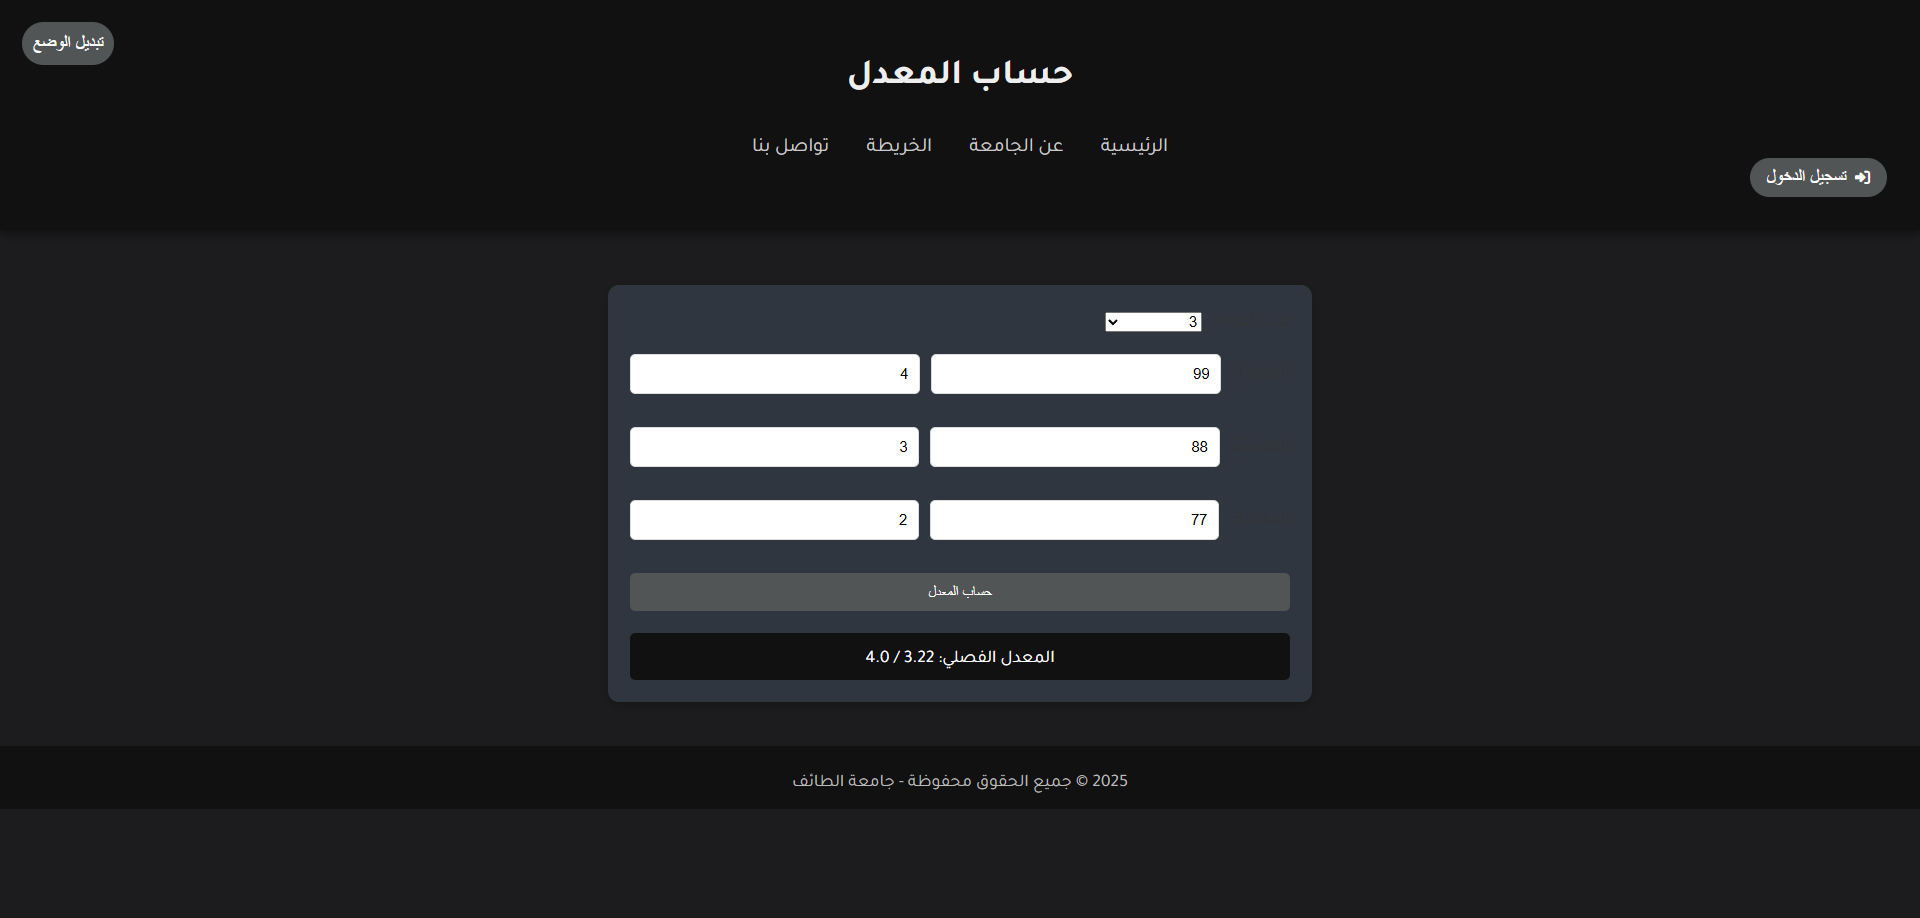 تبديل الوضع
حساب المعدل
الرئيسية عن الجامعة الخريطة تواصل بنا
تسجيل الدخول
3
99 4
88 3
77 2
حساب المعدل
المعدل الفصلي: 3.22 / 4.0
2025 © جميع الحقوق محفوظة - جامعة الطائف